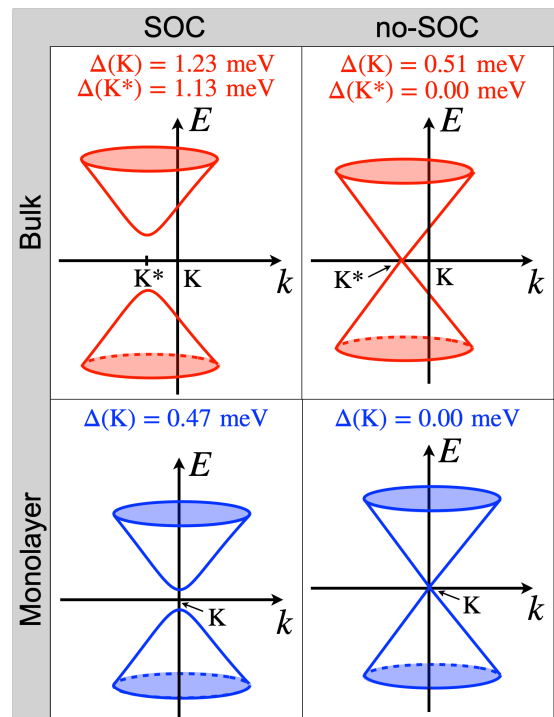 SOC
no-SOC
Bulk
Δ(K) = 1.23 meV
Δ(K*) = 1.13 meV
E
K*
K
k
Δ(K) = 0.51 meV
Δ(K*) = 0.00 meV
E
K*
K
k
Monolayer
Δ(K) = 0.47 meV
E
K
k
Δ(K) = 0.00 meV
E
K
k